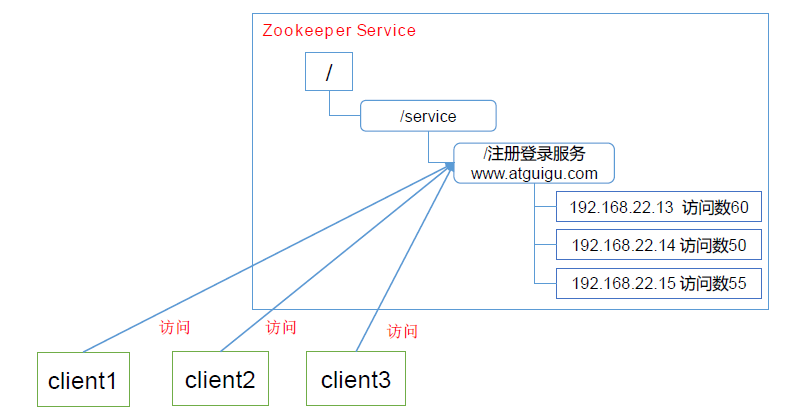 Zookeeper Service
/
/service
/注册登录服务
www.atguigu.com
192.168.22.13 访问数60
192.168.22.14 访问数50
192.168.22.15 访问数55
访问
访问
访问
client1
client2
client3